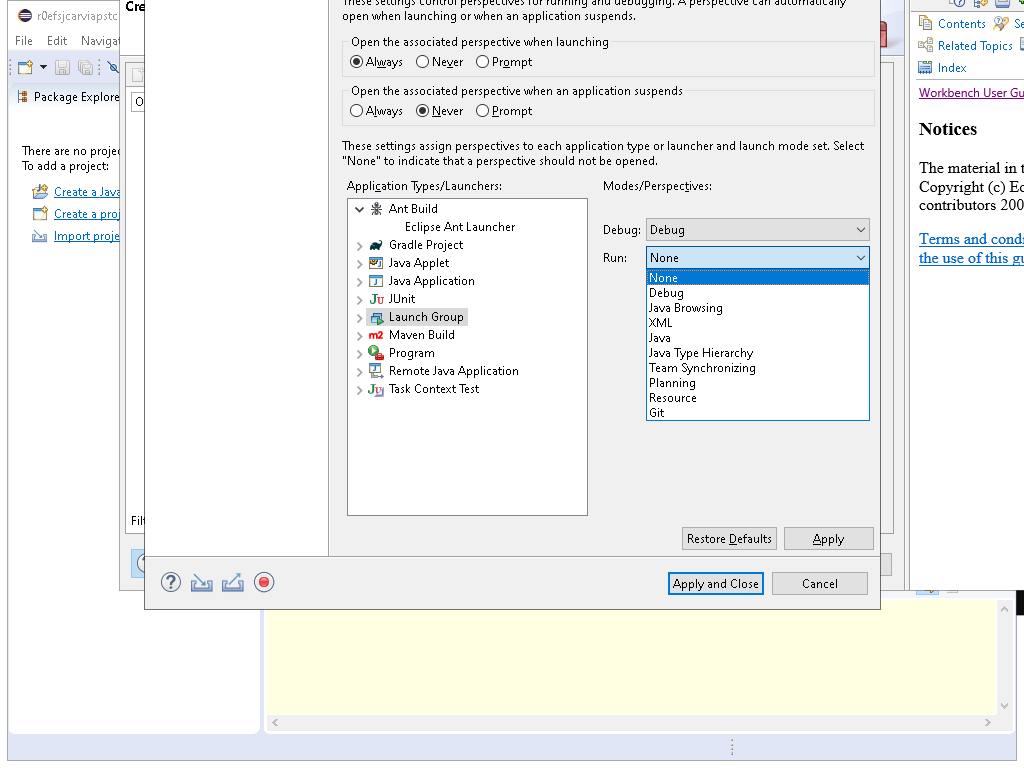 r0efsjcarviapstc
File Edit Navigat
Package Explore
There are no projec
To add a project:
Create a Java
Create a proj
Import proje
Cre
These settings control perspectives for running and debugging. A perspective can automatically
open when launching or when an application suspends.
Open the associated perspective when launching
Always Never Prompt
Open the associated perspective when an application suspends
Always Never Prompt
These settings assign perspectives to each application type or launcher and launch mode set. Select
"None" to indicate that a perspective should not be opened.
Application Types/Launchers:
Ant Build
Eclipse Ant Launcher
Gradle Project
Java Applet
Java Application
JUnit
Launch Group
Maven Build
Program
Remote Java Application
Task Context Test
Modes/Perspectives:
Debug: Debug
Run: None
None
Debug
Java Browsing
XML
Java
Java Type Hierarchy
Team Synchronizing
Planning
Resource
Git
Restore Defaults Apply
Apply and Close Cancel
Filt
Contents Se
Related Topics
Index
Workbench User Gu
Notices
The material in t
Copyright (c) Ec
contributors 200
Terms and condi
the use of this gu